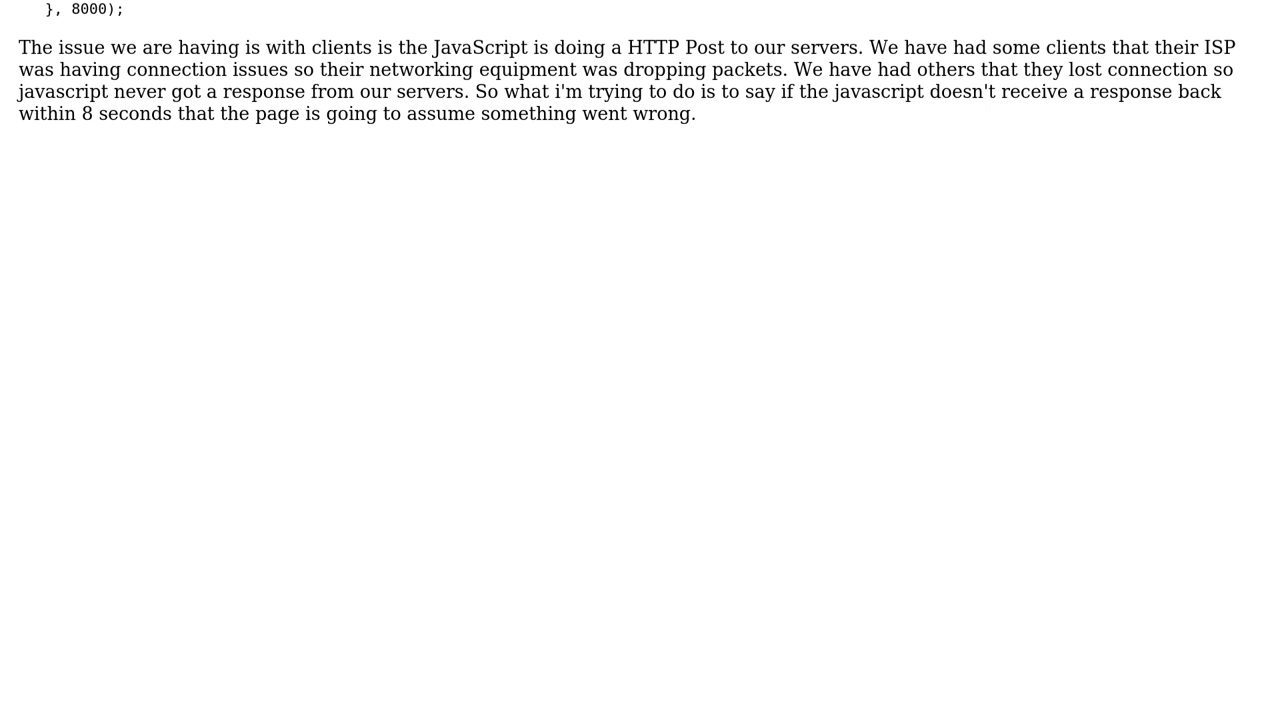 }, 8000);
The issue we are having is with clients is the JavaScript is doing a HTTP Post to our servers. We have had some clients that their ISP
was having connection issues so their networking equipment was dropping packets. We have had others that they lost connection so
javascript never got a response from our servers. So what i'm trying to do is to say if the javascript doesn't receive a response back
within 8 seconds that the page is going to assume something went wrong.